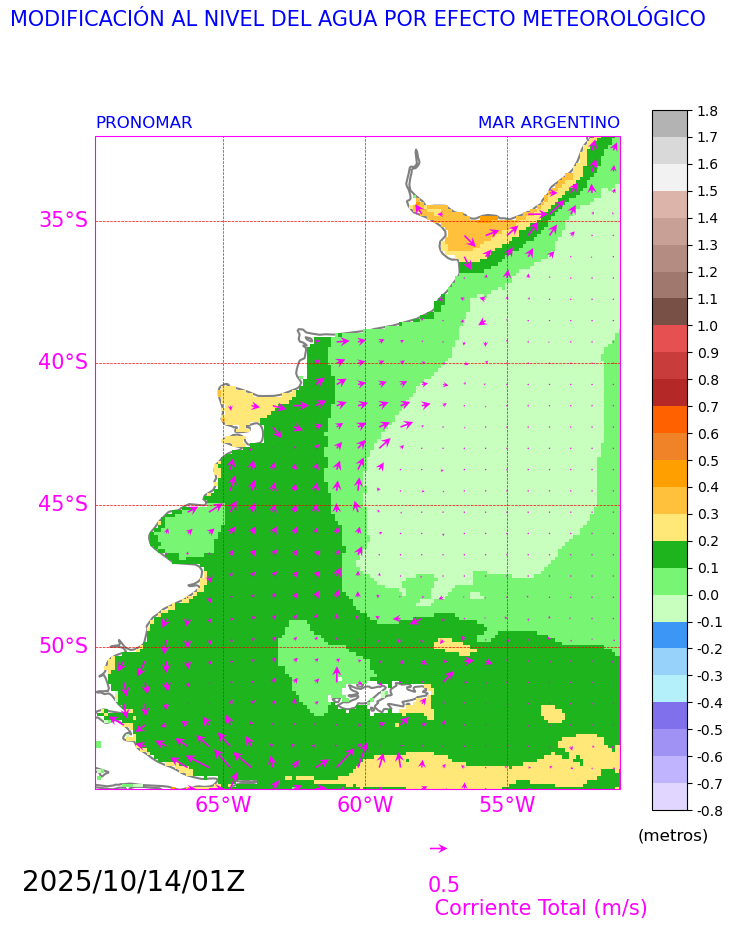 MODIFICACIÓN AL NIVEL DEL AGUA POR EFECTO METEOROLÓGICO
PRONOMAR
MAR ARGENTINO
35°S
40°S
45°S
50°S
65°W
60°W
55°W
1.8
1.7
1.6
1.5
1.4
1.3
1.2
1.1
1.0
0.9
0.8
0.7
0.6
0.5
0.4
0.3
0.2
0.1
0.0
-0.1
-0.2
-0.3
-0.4
-0.5
-0.6
-0.7
-0.8
(metros)
2025/10/14/01Z
0.5
Corriente Total (m/s)